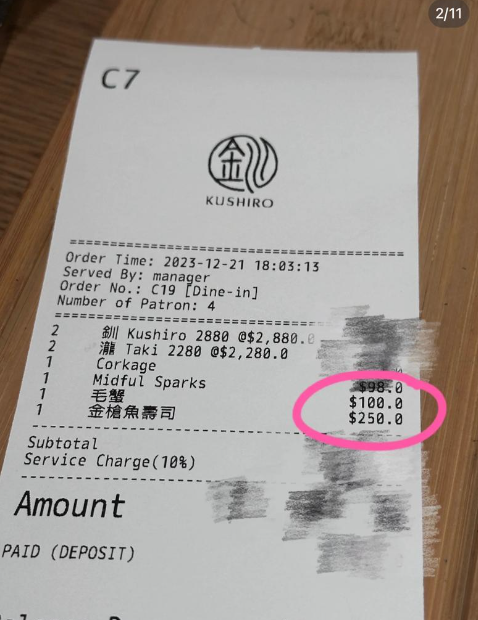 2/11
C7
釧
KUSHIRO
Order Time: 2023-12-21 18:03:13
Served By: manager
Order No.: C19 [Dine-in]
Number of Patron: 4
2 釧 Kushiro 2880 @$2,880.0
2 瀧 Taki 2280 @$2,280.0
1 Corkage
1 Midful Sparks $98.0
1 毛蟹 $100.0
1 金槍魚壽司 $250.0
Subtotal
Service Charge(10%)
Amount
PAID (DEPOSIT)